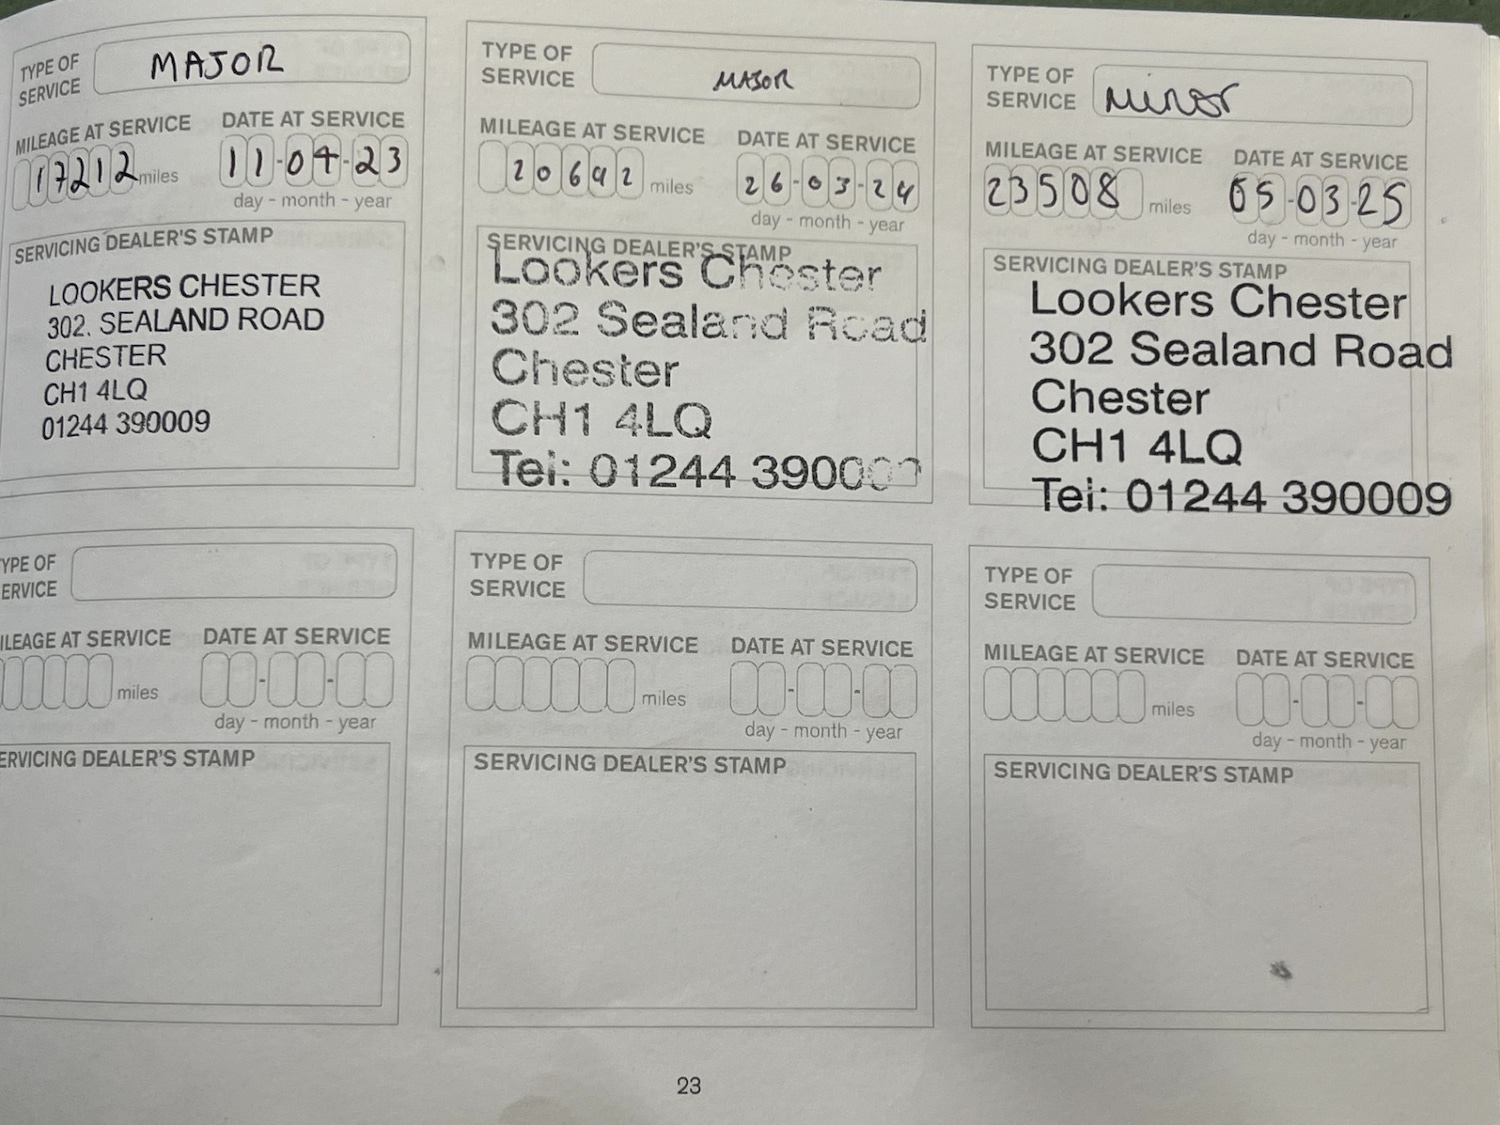 TYPE OF
SERVICE
MAJOR
MILEAGE AT SERVICE
17212 miles
DATE AT SERVICE
11-04-23
day - month - year
SERVICING DEALER'S STAMP
LOOKERS CHESTER
302. SEALAND ROAD
CHESTER
CH1 4LQ
01244 390009
TYPE OF
SERVICE
MAJOR
MILEAGE AT SERVICE
20692 miles
DATE AT SERVICE
26-03-24
day - month - year
SERVICING DEALER'S STAMP
Lookers Chester
302 Sealand Road
Chester
CH1 4LQ
Tel: 01244 390009
TYPE OF
SERVICE
Minor
MILEAGE AT SERVICE
23508 miles
DATE AT SERVICE
05-03-25
day - month - year
SERVICING DEALER'S STAMP
Lookers Chester
302 Sealand Road
Chester
CH1 4LQ
Tel: 01244 390009
YPE OF
ERVICE
ILEAGE AT SERVICE
miles
DATE AT SERVICE
day - month - year
ERVICING DEALER'S STAMP
TYPE OF
SERVICE
MILEAGE AT SERVICE
miles
DATE AT SERVICE
day - month - year
SERVICING DEALER'S STAMP
TYPE OF
SERVICE
MILEAGE AT SERVICE
miles
DATE AT SERVICE
day - month - year
SERVICING DEALER'S STAMP
23